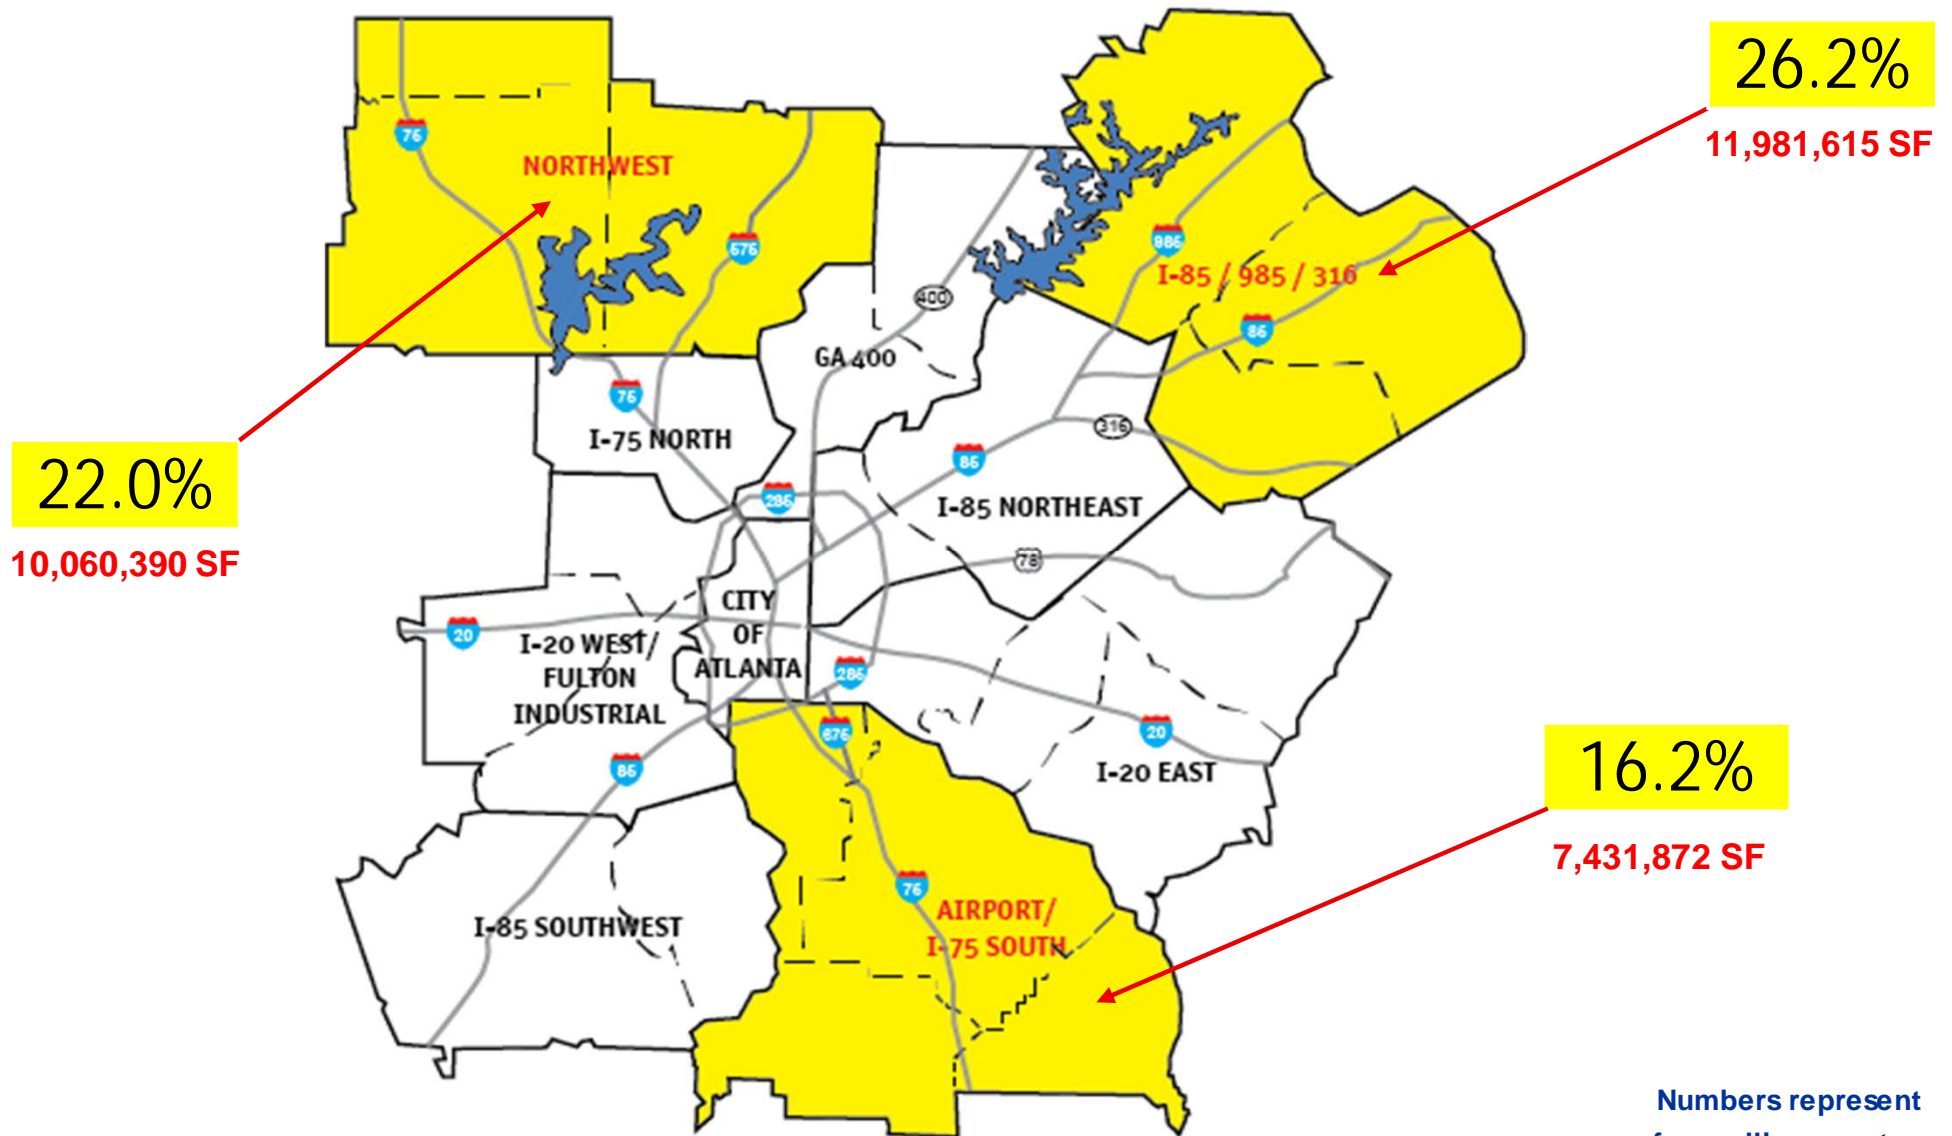 26.2%
11,981,615 SF
75
NORTHWEST
575
985
I-85 / 985 / 316
400
85
GA 400
75
316
I-75 NORTH
85
22.0%
10,060,390 SF
285
I-85 NORTHEAST
78
CITY
OF
ATLANTA
20
I-20 WEST/
FULTON
INDUSTRIAL
285
675
20
I-20 EAST
85
16.2%
7,431,872 SF
75
AIRPORT/
I-75 SOUTH
I-85 SOUTHWEST
Numbers represent